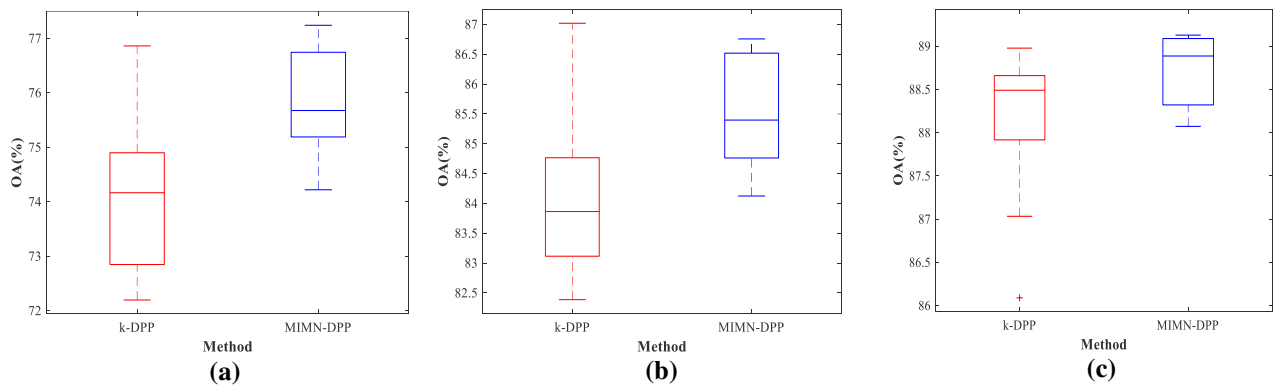 77
76
75
74
73
72
OA(%)
k-DPP
MIMN-DPP
Method
(a)
87
86.5
86
85.5
85
84.5
84
83.5
83
82.5
OA(%)
k-DPP
MIMN-DPP
Method
(b)
89
88.5
88
87.5
87
86.5
86
OA(%)
k-DPP
MIMN-DPP
Method
(c)